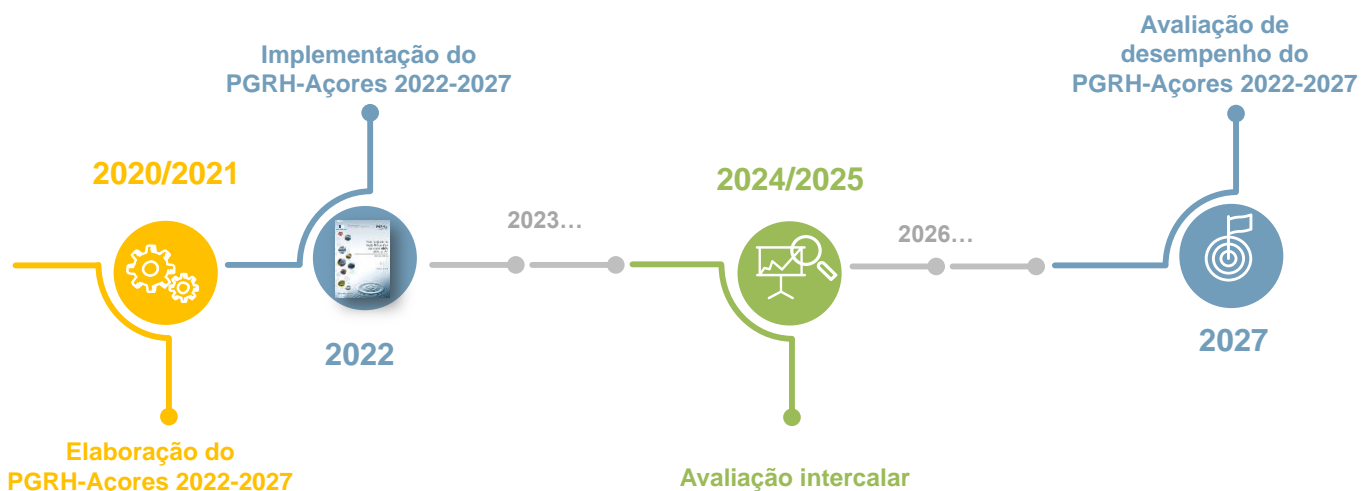 2020/2021
Elaboração do
PGRH-Açores 2022-2027
Implementação do
PGRH-Açores 2022-2027
2022
2023...
2024/2025
Avaliação intercalar
2026...
Avaliação de
desempenho do
PGRH-Açores 2022-2027
2027